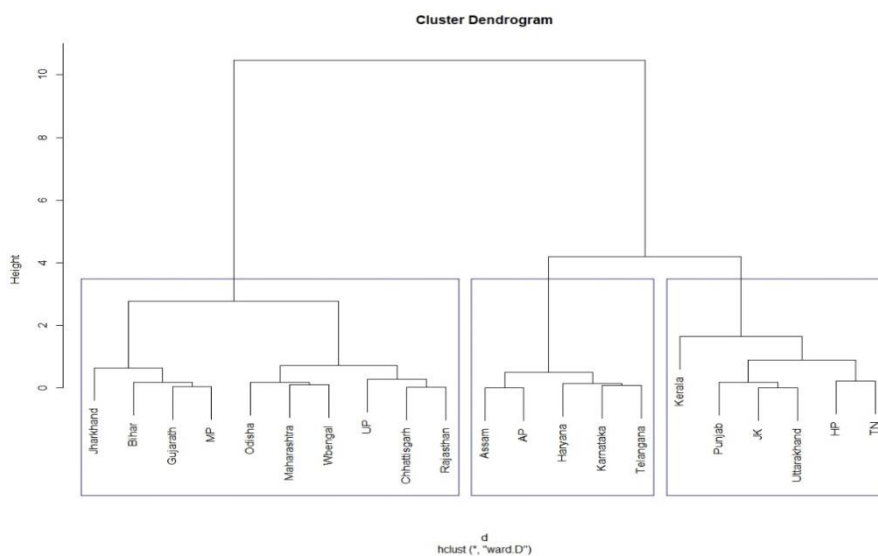 Cluster Dendrogram
Height
10
8
6
4
2
0
Jharkhand
Bihar
Gujarath
MP
Odisha
Maharashtra
Wbengal
UP
Chhattisgarh
Rajasthan
Assam
AP
Haryana
Karnataka
Telangana
Kerala
Punjab
JK
Uttarakhand
HP
TN
d
hclust (*, "ward.D")